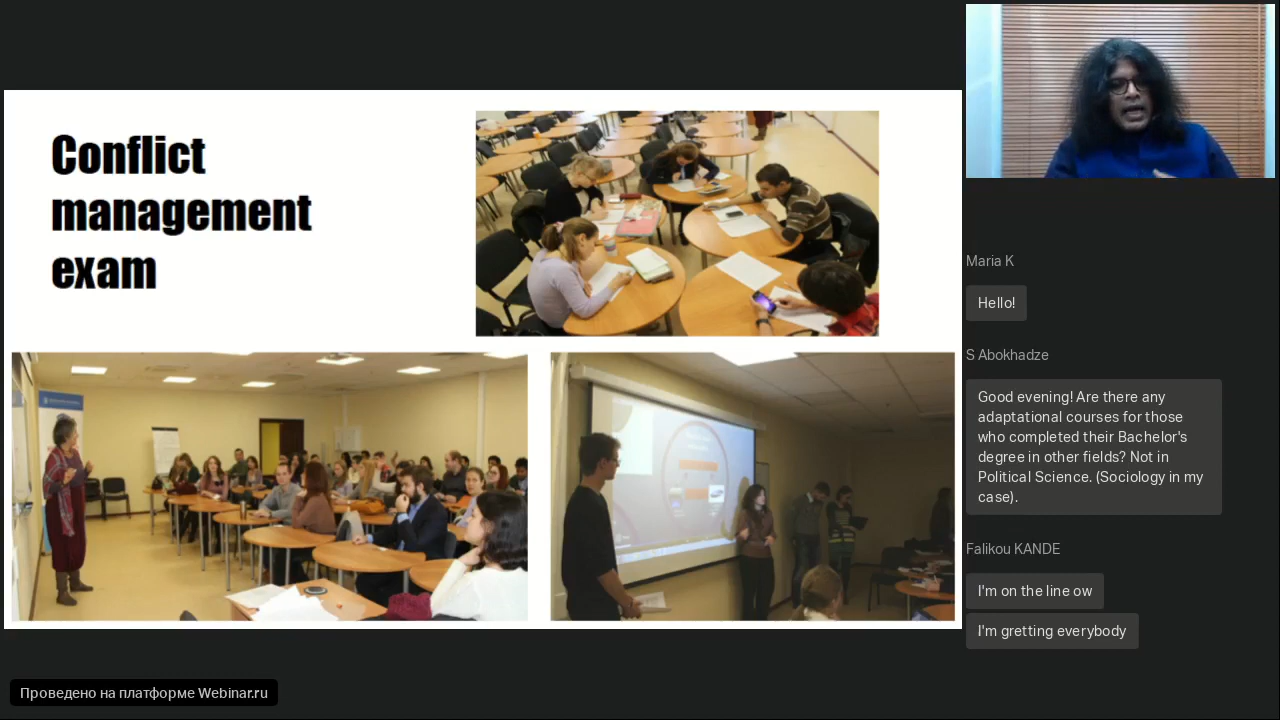 Conflict
management
exam
Maria K
Hello!
S Abokhadze
Good evening! Are there any
adaptational courses for those
who completed their Bachelor's
degree in other fields? Not in
Political Science. (Sociology in my
case).
Falikou KANDE
I'm on the line ow
I'm gretting everybody
Проведено на платформе Webinar.ru